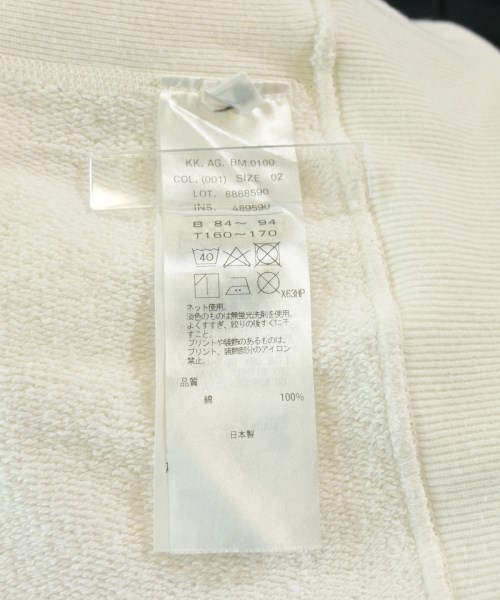 KK. AG. BM.0100
COL. (001) SIZE 02
LOT. 8888590
INS. 489590
B 84～ 94
T160～170
40
X63HP
ネット使用。
淡色のものは無蛍光洗剤を使用。
よくすすぎ、絞りの後すぐに干
すこと。
プリントや装飾のあるものは、
プリント、装飾部分のアイロン
禁止。
品質
綿 100%
日本製